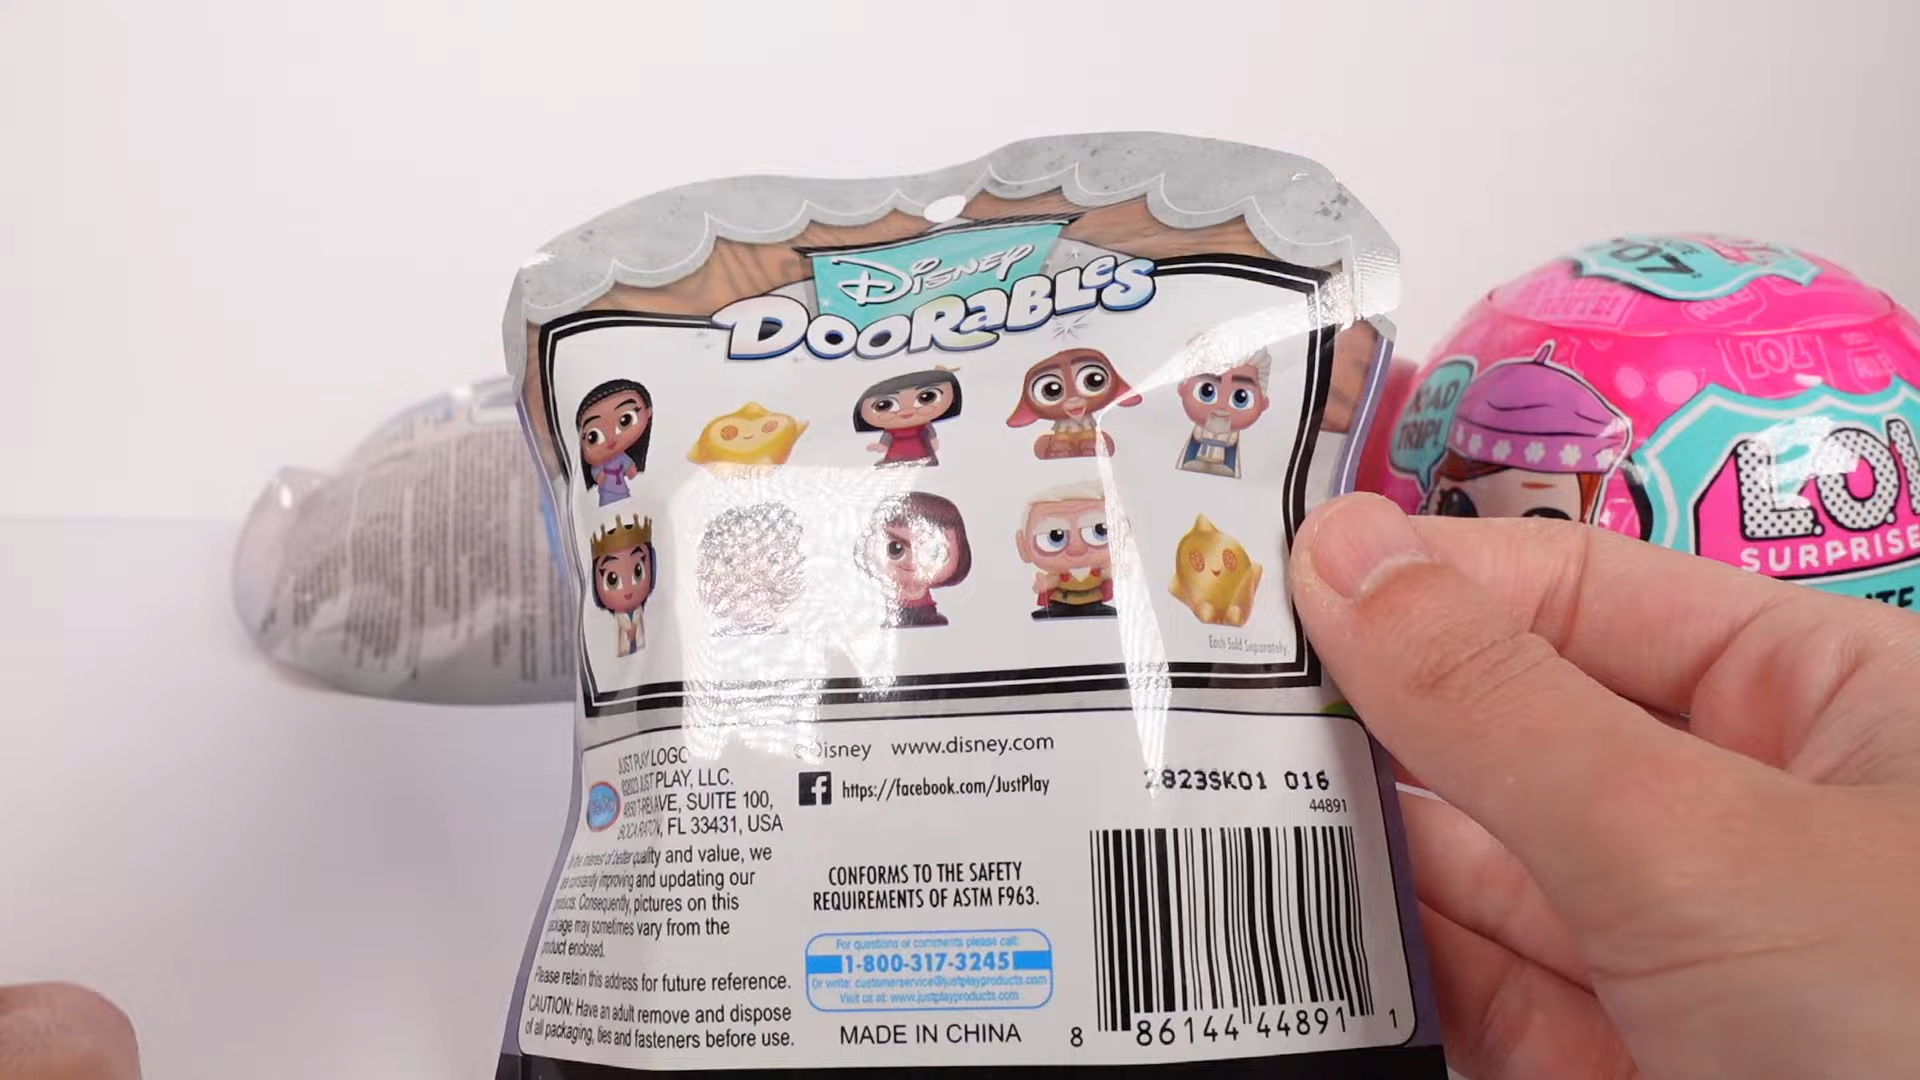 DISNEY
DOORABLES
Each Sold Separately.
JUST PLAY LOGO
©2023 JUST PLAY, LLC.
4850 T-REX AVE, SUITE 100,
BOCA RATON, FL 33431, USA
In the interest of better quality and value, we
are constantly improving and updating our
products. Consequently, pictures on this
package may sometimes vary from the
product enclosed.
Please retain this address for future reference.
CAUTION: Have an adult remove and dispose
of all packaging, ties and fasteners before use.
©Disney www.disney.com
https://facebook.com/JustPlay
CONFORMS TO THE SAFETY
REQUIREMENTS OF ASTM F963.
For questions or comments please call:
1-800-317-3245
Or write: customerservice@justplayproducts.com
Visit us at: www.justplayproducts.com
MADE IN CHINA
2823SK01 016
44891
8 86144 44891 1
ROAD
TRIP!
L.O.L
SURPRISE